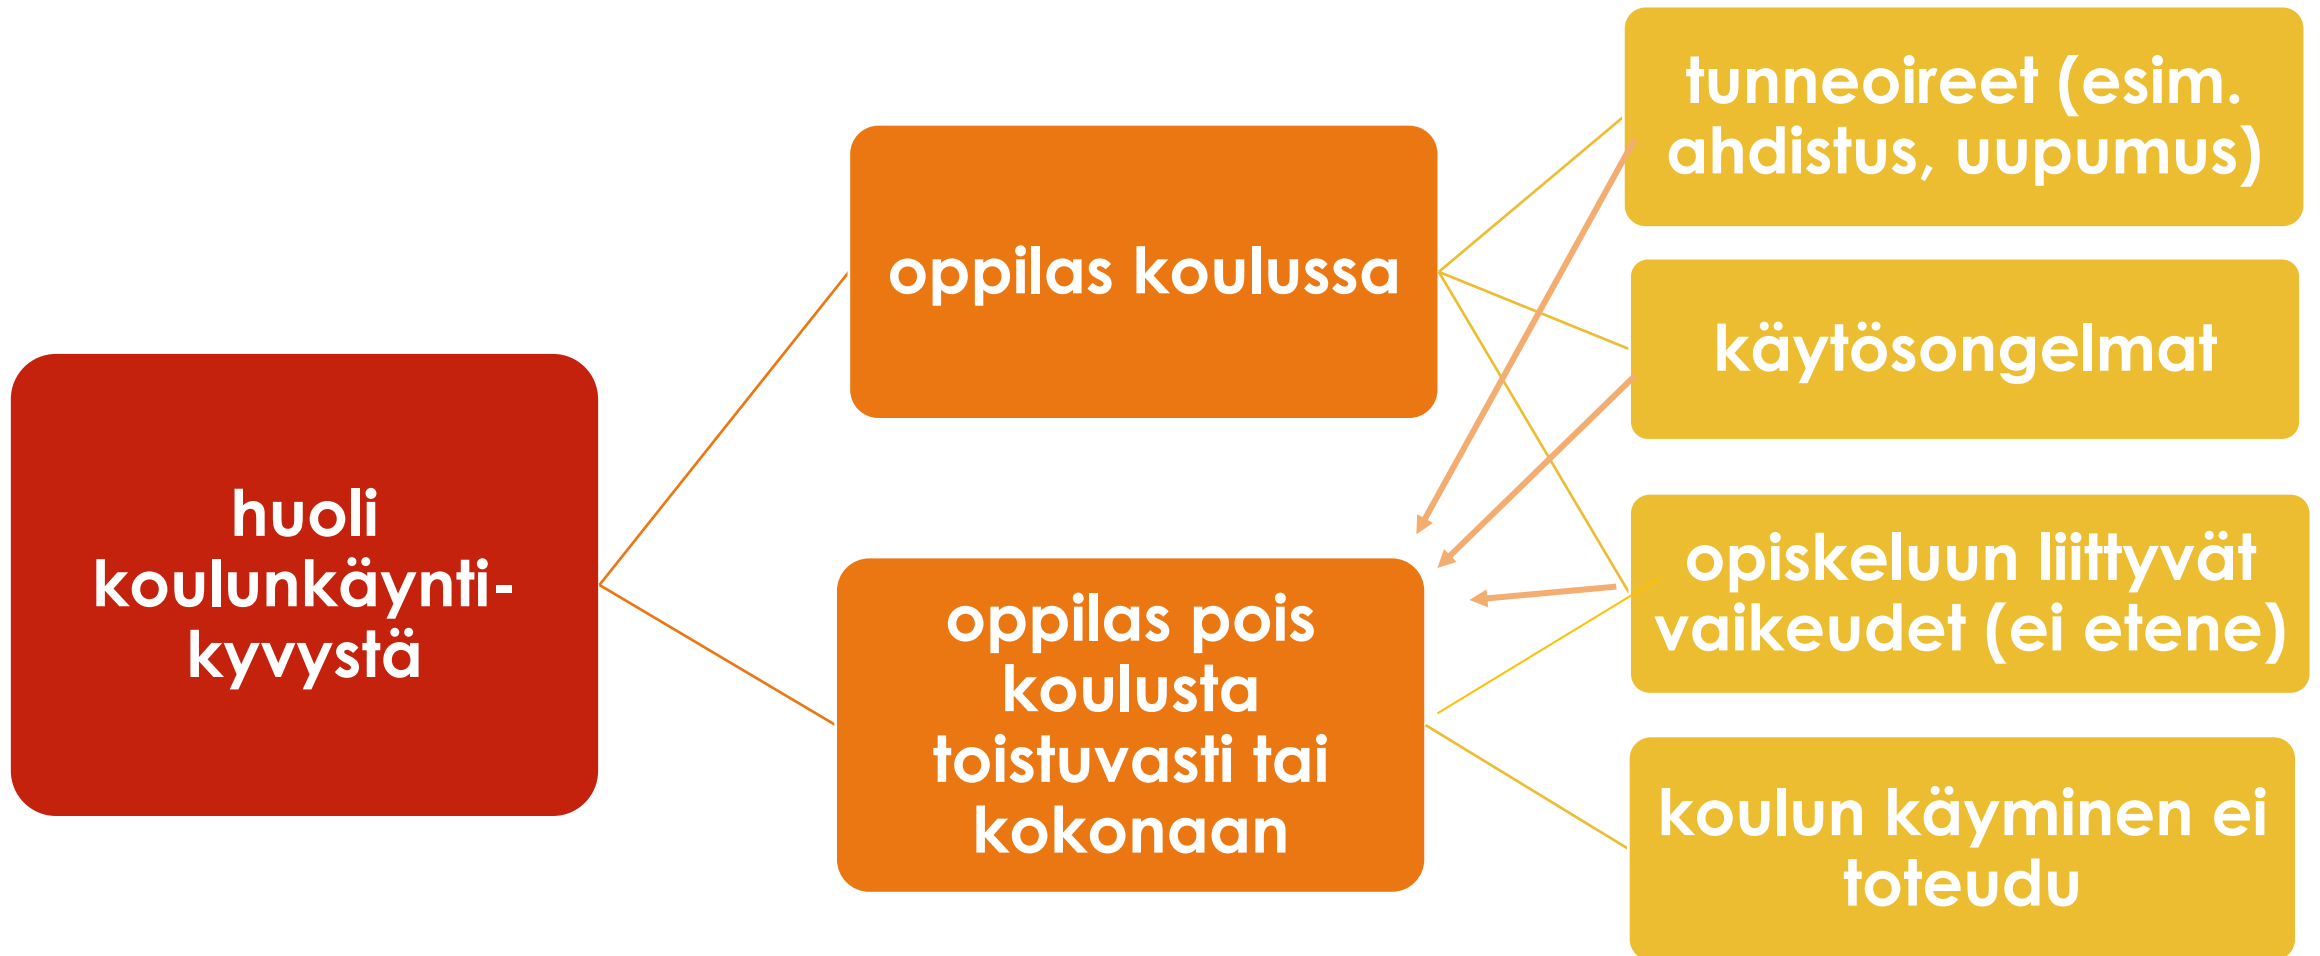 huoli
koulunkäynti-
kyvystä
oppilas koulussa
oppilas pois
koulusta
toistuvasti tai
kokonaan
tunneoireet (esim.
ahdistus, uupumus)
käytösongelmat
opiskeluun liittyvät
vaikeudet (ei etene)
koulun käyminen ei
toteudu